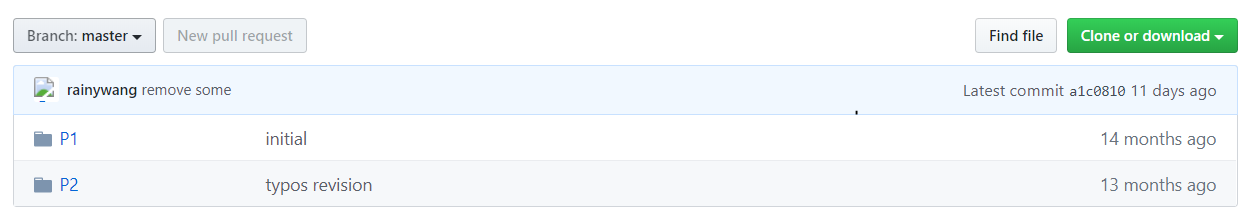 Branch: master New pull request Find file Clone or download
rainywang remove some Latest commit a1c0810 11 days ago
P1 initial 14 months ago
P2 typos revision 13 months ago